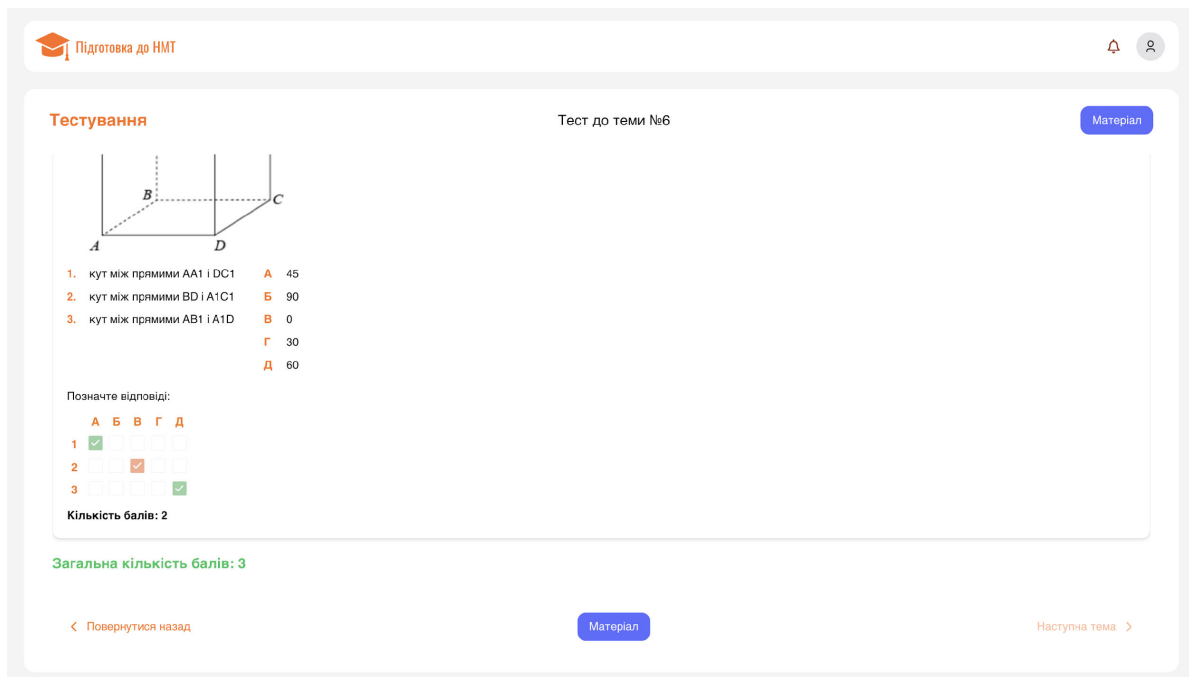 Підготовка до НМТ
Тестування
Тест до теми №6
Матеріал
B
C
A
D
1. кут між прямими AA1 і DC1 А 45
2. кут між прямими BD і A1C1 Б 90
3. кут між прямими AB1 і A1D В 0
Г 30
Д 60
Позначте відповіді:
А Б В Г Д
1
2
3
Кількість балів: 2
Загальна кількість балів: 3
Повернутися назад
Матеріал
Наступна тема